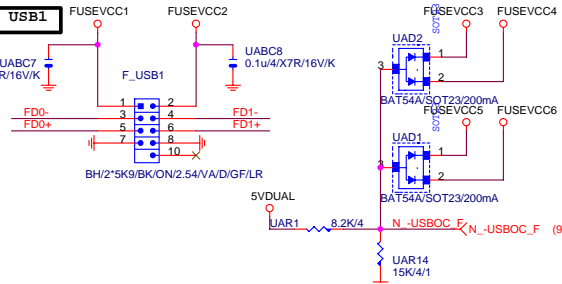 USB1
FUSEVCC1
FUSEVCC2
FUSEVCC3
FUSEVCC4
UABC7
R/16V/K
UABC8
0.1u/4/X7R/16V/K
F_USB1
1
2
3
4
5
6
7
8
10
FD0-
FD0+
FD1-
FD1+
BH/2*5K9/BK/ON/2.54/VA/D/GF/LR
UAD2
3
1
2
BAT54A/SOT23/200mA
FUSEVCC5
FUSEVCC6
UAD1
1
2
BAT54A/SOT23/200mA
5VDUAL
UAR1
8.2K/4
N_-USBOC_F
N_-USBOC_F (9
UAR14
15K/4/1